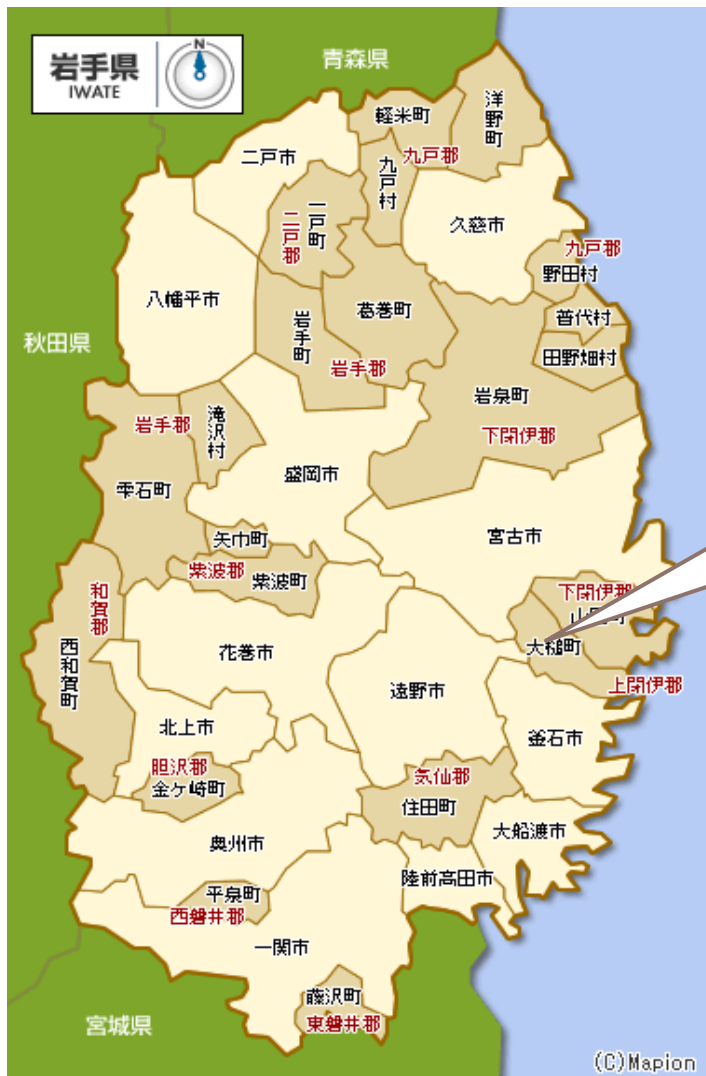 岩手県
IWATE
N
青森県
秋田県
宮城県
洋野町
軽米町
九戸郡
九戸村
二戸市
一戸町
二戸郡
久慈市
九戸郡
野田村
普代村
田野畑村
八幡平市
岩手町
葛巻町
岩手郡
岩泉町
下閉伊郡
岩手郡
滝沢村
雫石町
盛岡市
矢巾町
紫波郡
紫波町
宮古市
下閉伊郡
大槌町
上閉伊郡
和賀郡
西和賀町
花巻市
遠野市
釜石市
北上市
胆沢郡
金ケ崎町
気仙郡
住田町
大船渡市
奥州市
陸前高田市
平泉町
西磐井郡
一関市
藤沢町
東磐井郡
(C)Mapion